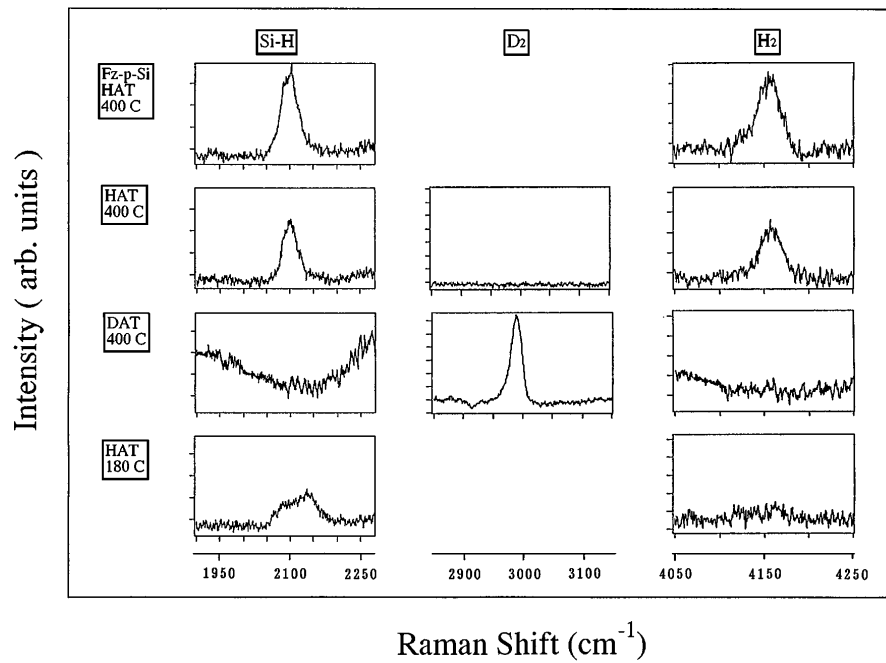 Si-H
D2
H2
Fz-p-Si
HAT
400 C
HAT
400 C
DAT
400 C
HAT
180 C
Intensity ( arb. units )
1950 2100 2250
2900 3000 3100
4050 4150 4250
Raman Shift (cm-1)